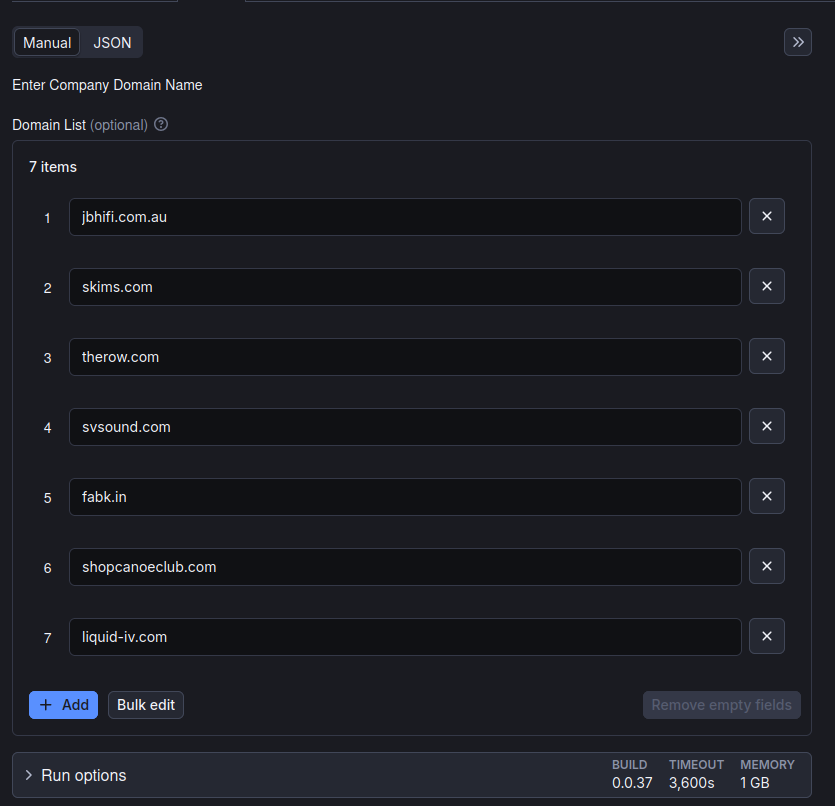 Manual JSON
Enter Company Domain Name
Domain List (optional)
7 items
1 jbhifi.com.au
2 skims.com
3 therow.com
4 svsound.com
5 fabk.in
6 shopcanoeclub.com
7 liquid-iv.com
+ Add Bulk edit Remove empty fields
Run options BUILD 0.0.37 TIMEOUT 3,600s MEMORY 1 GB